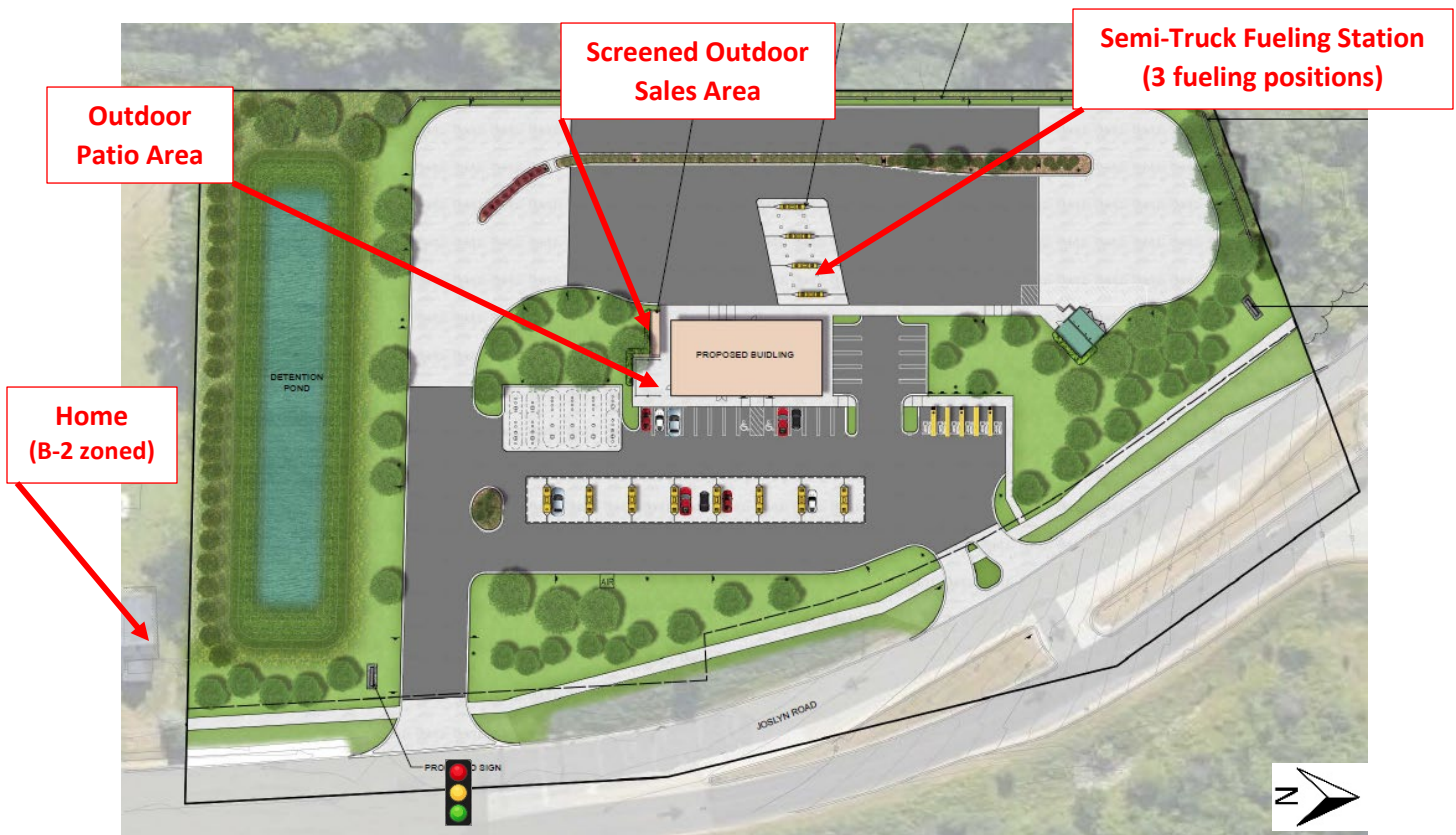 Semi-Truck Fueling Station
(3 fueling positions)
Screened Outdoor
Sales Area
Outdoor
Patio Area
PROPOSED BUIDLING
DETENTION
POND
Home
(B-2 zoned)
AIR
JOSLYN ROAD
SIGN
N